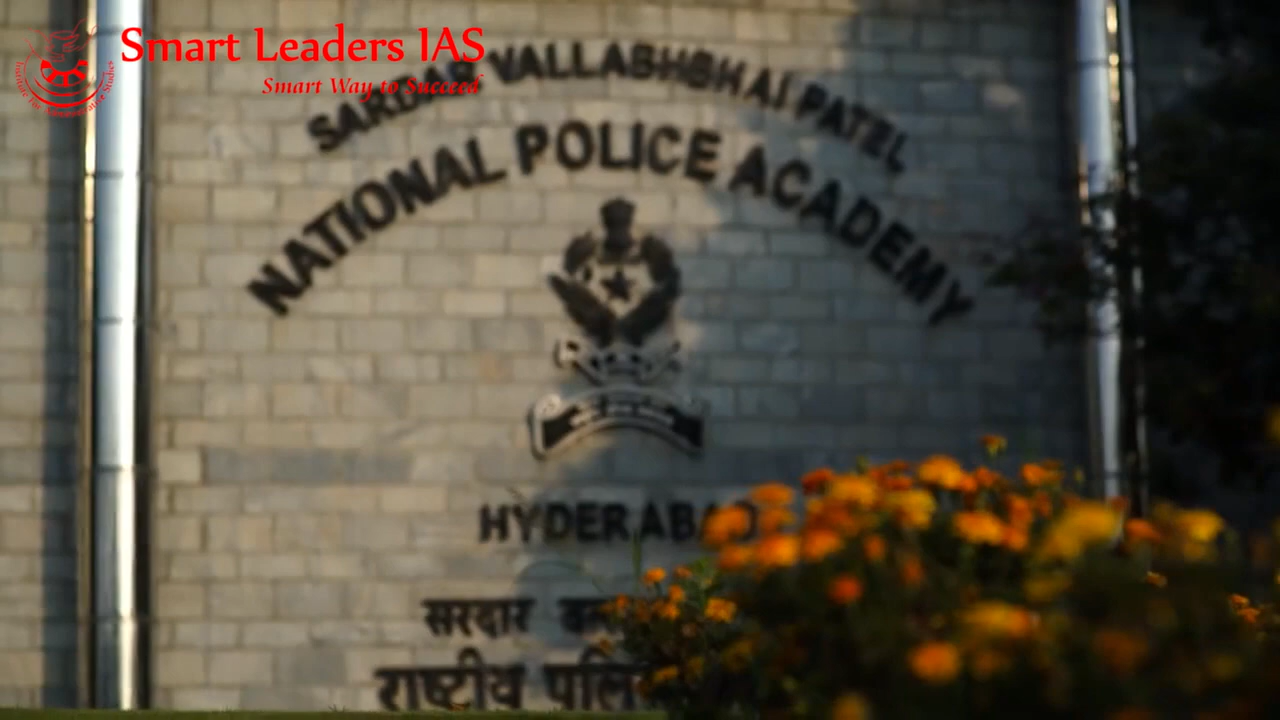 Smart Leaders IAS
Smart Way to Succeed
SARDAR VALLABHBHAI PATEL
NATIONAL POLICE ACADEMY
HYDERABAD
सरदार
राष्ट्रीय